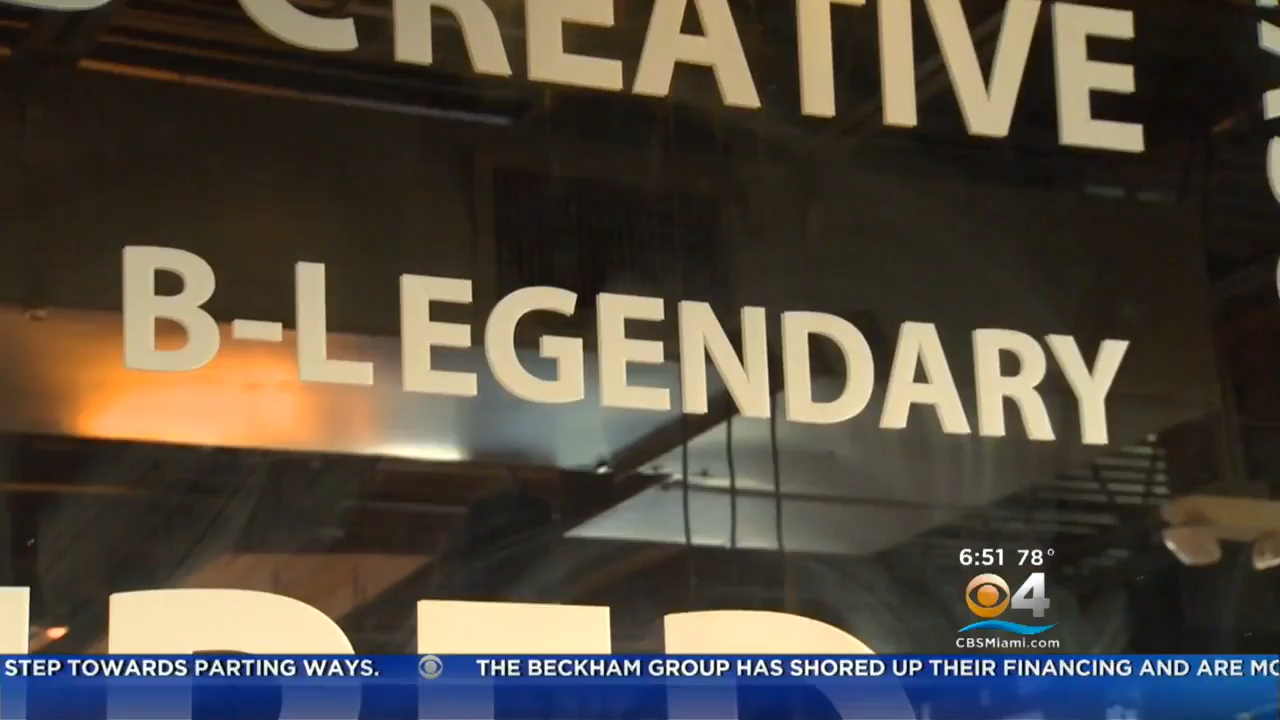 CREATIVE
B-LEGENDARY
6:51 78°
4
CBSMiami.com
STEP TOWARDS PARTING WAYS. THE BECKHAM GROUP HAS SHORED UP THEIR FINANCING AND ARE